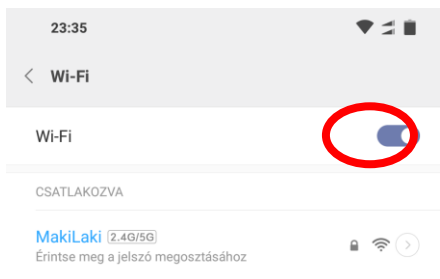 23:35
Wi-Fi
Wi-Fi
CSATLAKOZVA
MakiLaki 2.4G/5G
Érintse meg a jelszó megosztásához